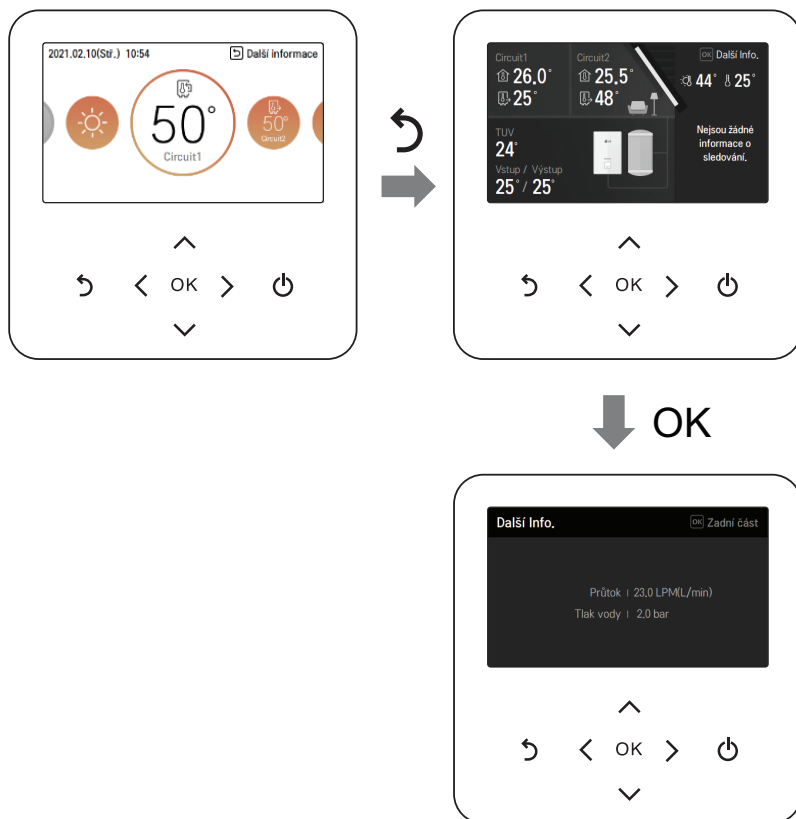 2021.02.10(Stř.) 10:54 Další informace
50°
Circuit1
50°
Circuit2
OK
Circuit1
26.0°
25°
Circuit2
25.5°
48°
OK Další Info.
44° 25°
TUV
24°
Vstup / Výstup
25° / 25°
Nejsou žádné
informace o
sledování.
OK
OK
Další Info.
OK Zadní část
Průtok | 23.0 LPM(L/min)
Tlak vody | 2.0 bar
OK